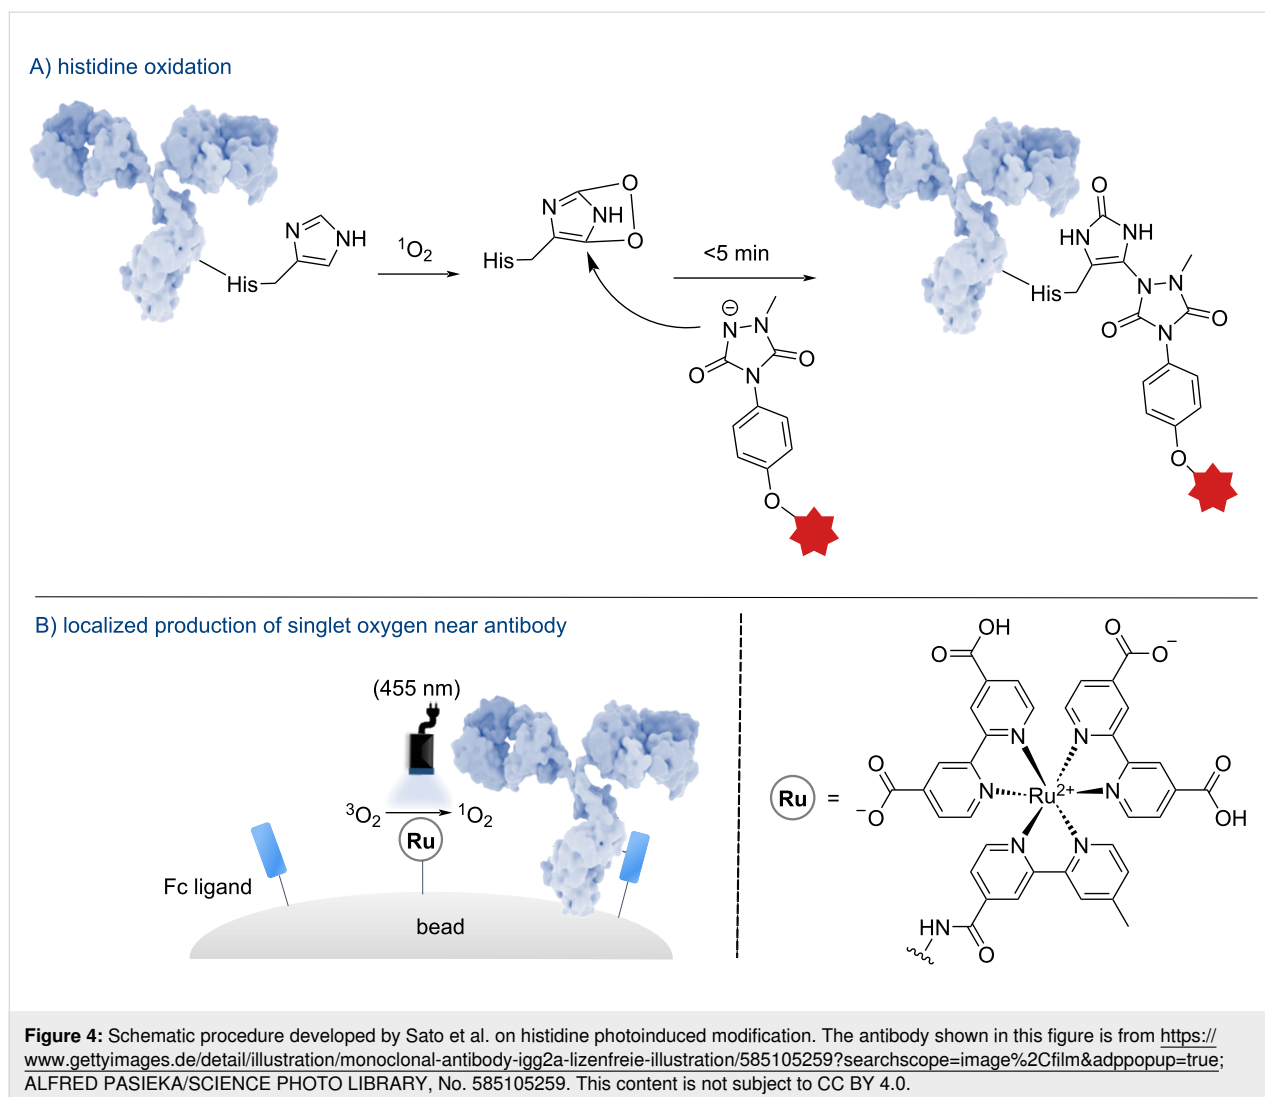 A) histidine oxidation
N
NH
His
¹O₂
O
N
NH
O
His
<5 min
⊖
N
N
O
N
O
O
O
HN
NH
His
N
N
O
N
O
O
B) localized production of singlet oxygen near antibody
(455 nm)
³O₂
¹O₂
Ru
Fc ligand
bead
Ru
=
OH
O
O
O⁻
N
N
O
⁻O
N
Ru²⁺
N
O
OH
N
N
HN
O
Figure 4: Schematic procedure developed by Sato et al. on histidine photoinduced modification. The antibody shown in this figure is from https://
www.gettyimages.de/detail/illustration/monoclonal-antibody-igg2a-lizenfreie-illustration/585105259?searchscope=image%2Cfilm&adppopup=true;
ALFRED PASIEKA/SCIENCE PHOTO LIBRARY, No. 585105259. This content is not subject to CC BY 4.0.